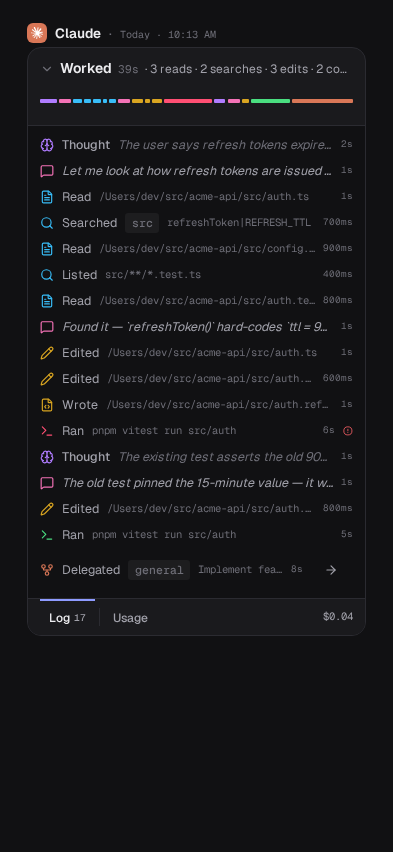 Claude · Today · 10:13 AM
Worked 39s · 3 reads · 2 searches · 3 edits · 2 co…
Thought The user says refresh tokens expire… 2s
Let me look at how refresh tokens are issued … 1s
Read /Users/dev/src/acme-api/src/auth.ts 1s
Searched src refreshToken|REFRESH_TTL 700ms
Read /Users/dev/src/acme-api/src/config.… 900ms
Listed src/**/*.test.ts 400ms
Read /Users/dev/src/acme-api/src/auth.te… 800ms
Found it — `refreshToken()` hard-codes `ttl = 9… 1s
Edited /Users/dev/src/acme-api/src/auth.ts 1s
Edited /Users/dev/src/acme-api/src/auth.… 600ms
Wrote /Users/dev/src/acme-api/src/auth.ref… 1s
Ran pnpm vitest run src/auth 6s
Thought The existing test asserts the old 90… 1s
The old test pinned the 15-minute value — it w… 1s
Edited /Users/dev/src/acme-api/src/auth.… 800ms
Ran pnpm vitest run src/auth 5s
Delegated general Implement fea… 8s
Log 17 Usage $0.04